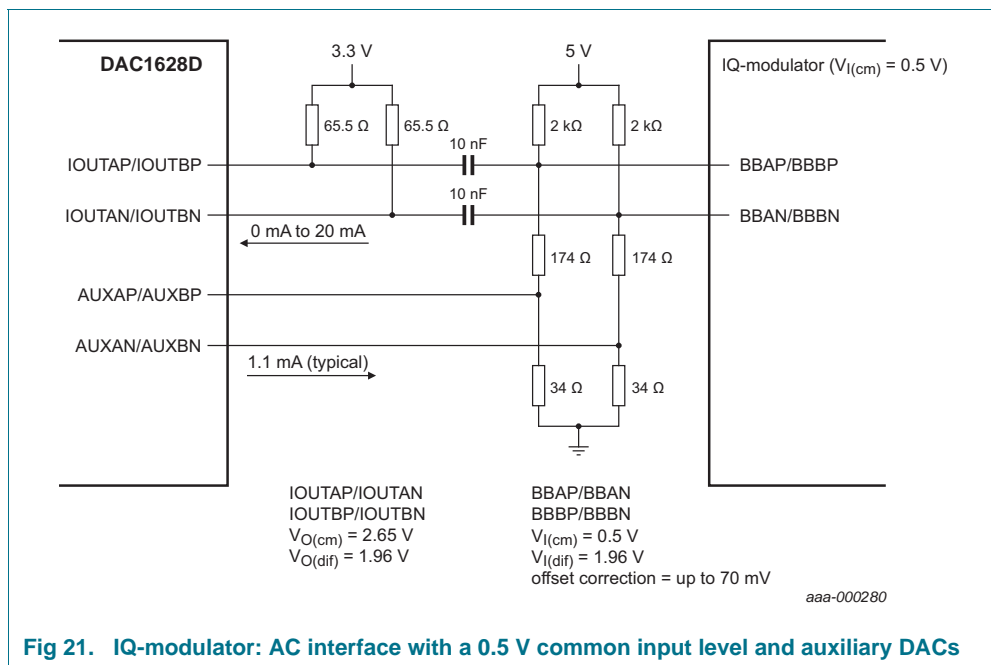 3.3 V
5 V
DAC1628D
IQ-modulator (VI(cm) = 0.5 V)
65.5 Ω
65.5 Ω
2 kΩ
2 kΩ
10 nF
IOUTAP/IOUTBP
BBAP/BBBP
10 nF
IOUTAN/IOUTBN
BBAN/BBBN
0 mA to 20 mA
174 Ω
174 Ω
AUXAP/AUXBP
AUXAN/AUXBN
1.1 mA (typical)
34 Ω
34 Ω
IOUTAP/IOUTAN
IOUTBP/IOUTBN
VO(cm) = 2.65 V
VO(dif) = 1.96 V
BBAP/BBAN
BBBP/BBBN
VI(cm) = 0.5 V
VI(dif) = 1.96 V
offset correction = up to 70 mV
aaa-000280
Fig 21. IQ-modulator: AC interface with a 0.5 V common input level and auxiliary DACs